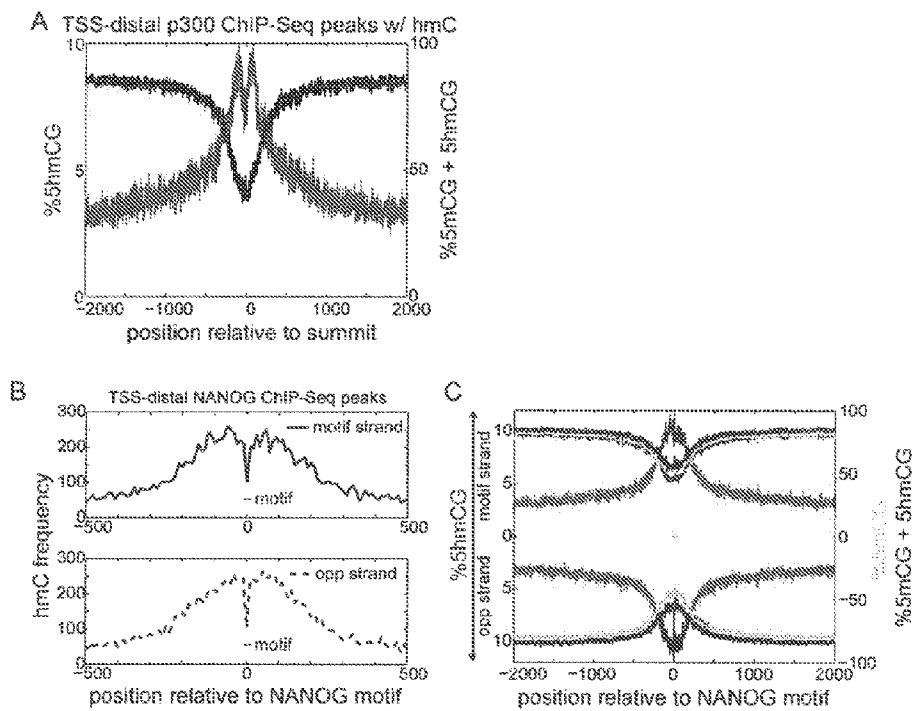 A TSS-distal p300 ChIP-Seq peaks w/ hmC
10
5
0
%5hmCG
100
50
0
%5mCG + 5hmCG
−2000 −1000 0 1000 2000
position relative to summit
B
TSS-distal NANOG ChIP-Seq peaks
300
200
100
0
motif strand
motif
−500 0 500
300
200
100
0
opp strand
motif
−500 0 500
hmC frequency
position relative to NANOG motif
C
%5hmCG
opp strand motif strand
10
5
0
5
10
100
50
0
−50
−100
%5mCG + 5hmCG
−2000 −1000 0 1000 2000
position relative to NANOG motif